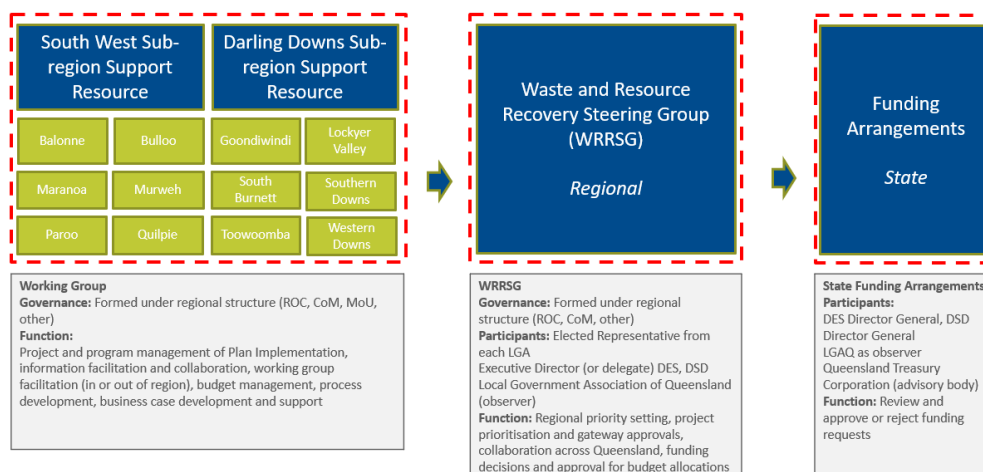 South West Sub-
region Support
Resource
Darling Downs Sub-
region Support
Resource
Balonne
Bulloo
Goondiwindi
Lockyer
Valley
Maranoa
Murweh
South
Burnett
Southern
Downs
Paroo
Quilpie
Toowoomba
Western
Downs
Waste and Resource
Recovery Steering Group
(WRRSG)
Regional
Funding
Arrangements
State
Working Group
Governance: Formed under regional structure (ROC, CoM, MoU,
other)
Function:
Project and program management of Plan Implementation,
information facilitation and collaboration, working group
facilitation (in or out of region), budget management, process
development, business case development and support
WRRSG
Governance: Formed under regional
structure (ROC, CoM, other)
Participants: Elected Representative from
each LGA
Executive Director (or delegate) DES, DSD
Local Government Association of Queensland
(observer)
Function: Regional priority setting, project
prioritisation and gateway approvals,
collaboration across Queensland, funding
decisions and approval for budget allocations
State Funding Arrangements
Participants:
DES Director General, DSD
Director General
LGAQ as observer
Queensland Treasury
Corporation (advisory body)
Function: Review and
approve or reject funding
requests